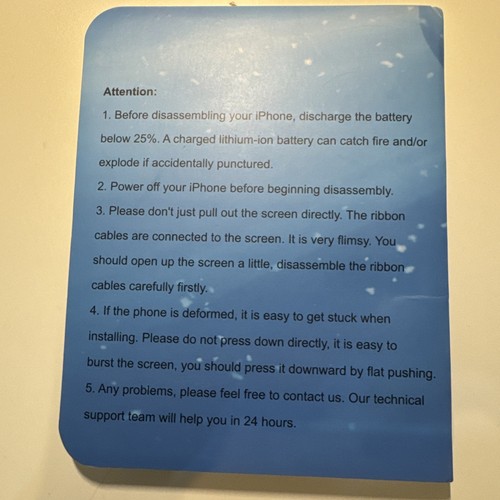 Attention:
1. Before disassembling your iPhone, discharge the battery
below 25%. A charged lithium-ion battery can catch fire and/or
explode if accidentally punctured.
2. Power off your iPhone before beginning disassembly.
3. Please don't just pull out the screen directly. The ribbon
cables are connected to the screen. It is very flimsy. You
should open up the screen a little, disassemble the ribbon
cables carefully firstly.
4. If the phone is deformed, it is easy to get stuck when
installing. Please do not press down directly, it is easy to
burst the screen, you should press it downward by flat pushing.
5. Any problems, please feel free to contact us. Our technical
support team will help you in 24 hours.